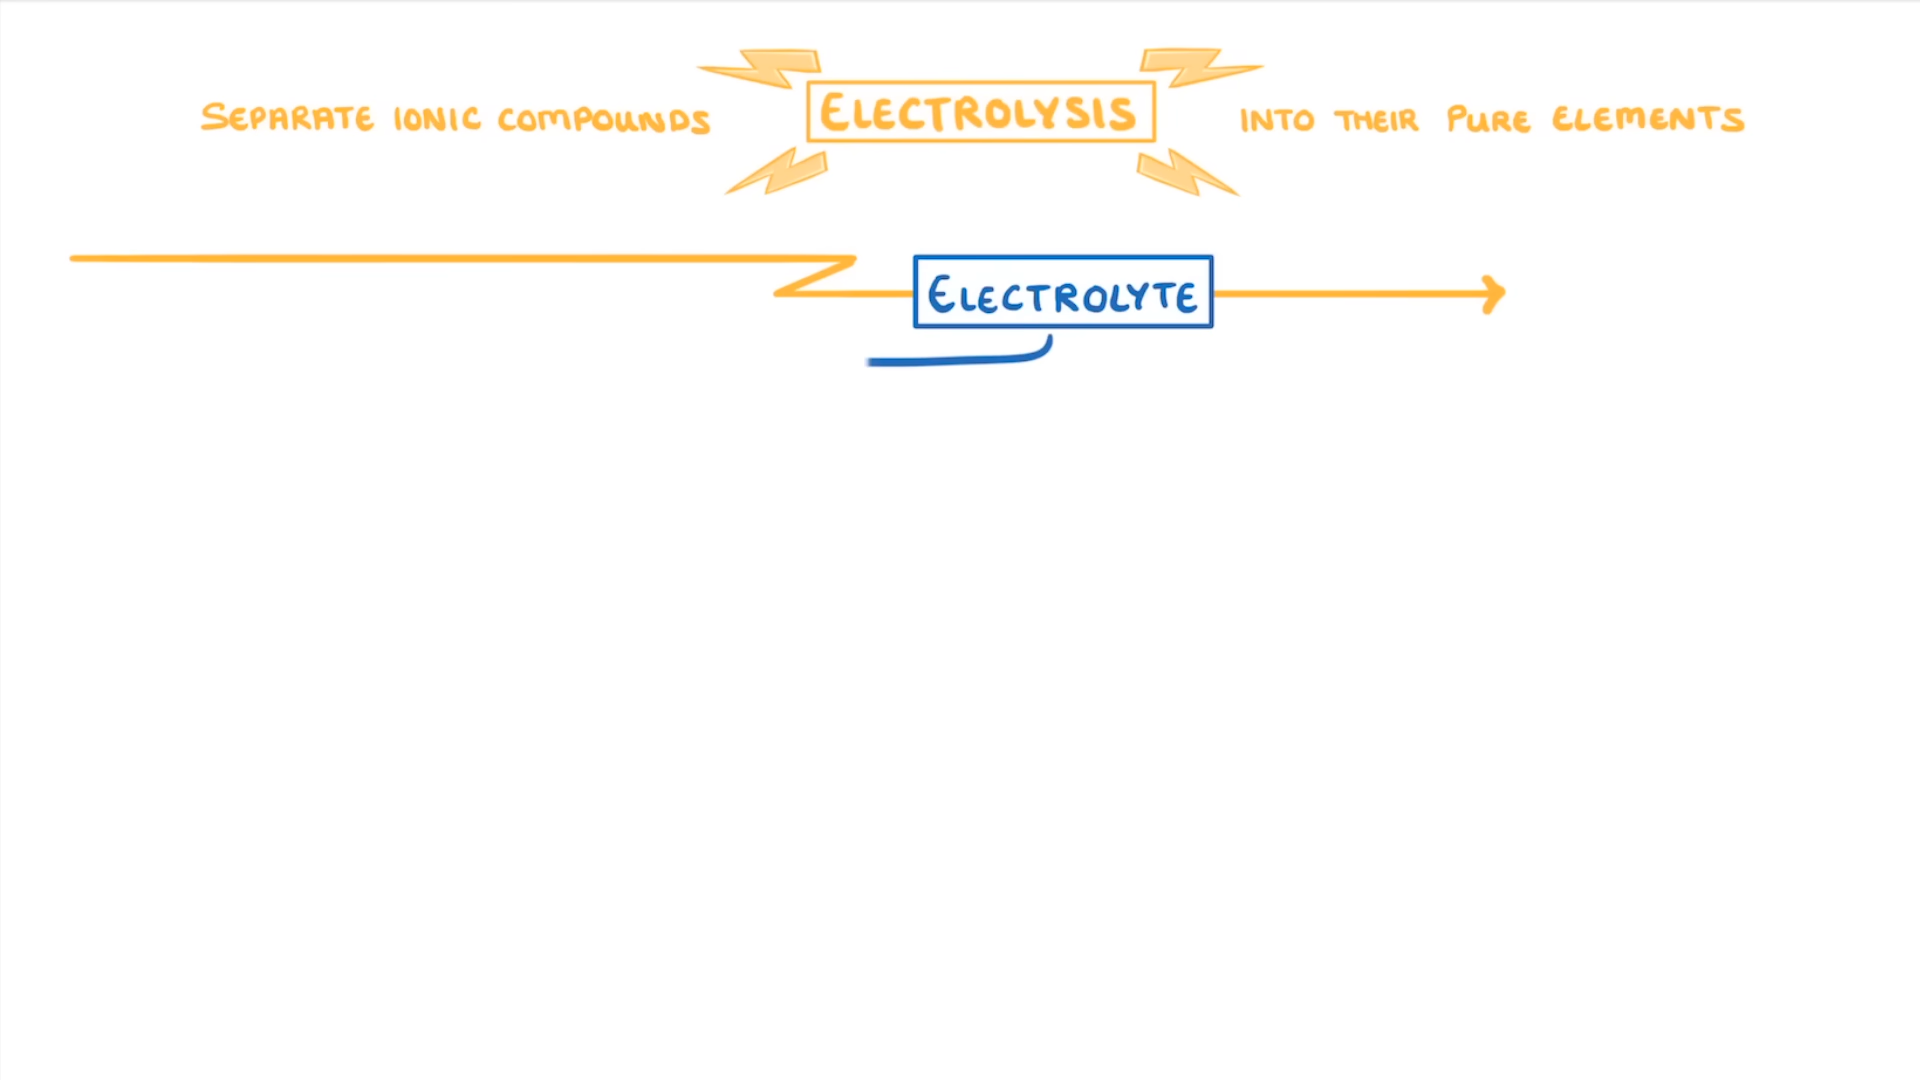 SEPARATE IONIC COMPOUNDS ELECTROLYSIS INTO THEIR PURE ELEMENTS
ELECTROLYTE